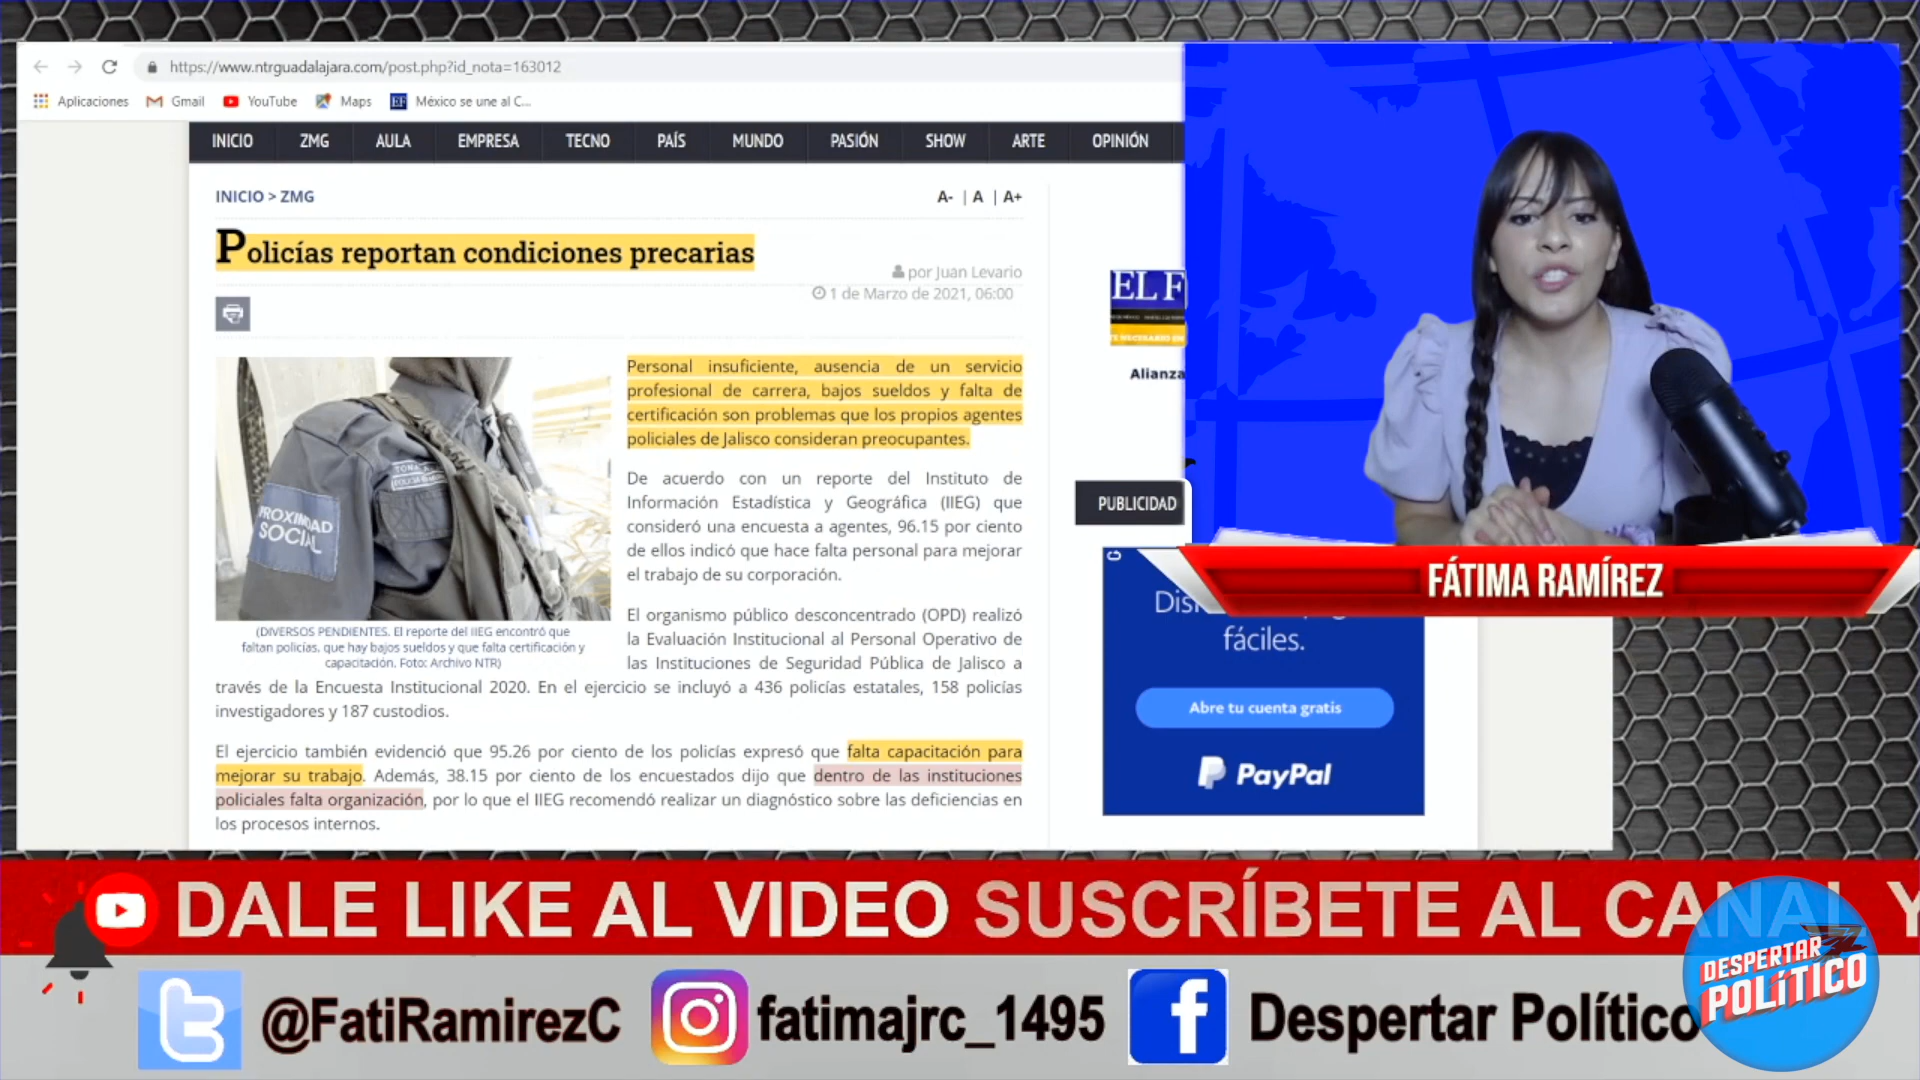 https://www.ntrguadalajara.com/post.php?id_nota=163012
Aplicaciones
Gmail
YouTube
Maps
EF
México se une al C...
INICIO
ZMG
AULA
EMPRESA
TECNO
PAÍS
MUNDO
PASIÓN
SHOW
ARTE
OPINIÓN
INICIO > ZMG
A- | A | A+
Policías reportan condiciones precarias
por Juan Levario
1 de Marzo de 2021, 06:00
PROXIMIDAD
SOCIAL
(DIVERSOS PENDIENTES. El reporte del IIEG encontró que
faltan policías, que hay bajos sueldos y que falta certificación y
capacitación. Foto: Archivo NTR)
Personal insuficiente, ausencia de un servicio
profesional de carrera, bajos sueldos y falta de
certificación son problemas que los propios agentes
policiales de Jalisco consideran preocupantes.
De acuerdo con un reporte del Instituto de
Información Estadística y Geográfica (IIEG) que
consideró una encuesta a agentes, 96.15 por ciento
de ellos indicó que hace falta personal para mejorar
el trabajo de su corporación.
El organismo público desconcentrado (OPD) realizó
la Evaluación Institucional al Personal Operativo de
las Instituciones de Seguridad Pública de Jalisco a
través de la Encuesta Institucional 2020. En el ejercicio se incluyó a 436 policías estatales, 158 policías
investigadores y 187 custodios.
El ejercicio también evidenció que 95.26 por ciento de los policías expresó que falta capacitación para
mejorar su trabajo. Además, 38.15 por ciento de los encuestados dijo que dentro de las instituciones
policiales falta organización, por lo que el IIEG recomendó realizar un diagnóstico sobre las deficiencias en
los procesos internos.
EL F
Alianza
PUBLICIDAD
fáciles.
Abre tu cuenta gratis
PayPal
FÁTIMA RAMÍREZ
DALE LIKE AL VIDEO SUSCRÍBETE AL CANAL Y
@FatiRamirezC
fatimajrc_1495
Despertar Político
DESPERTAR
POLÍTICO